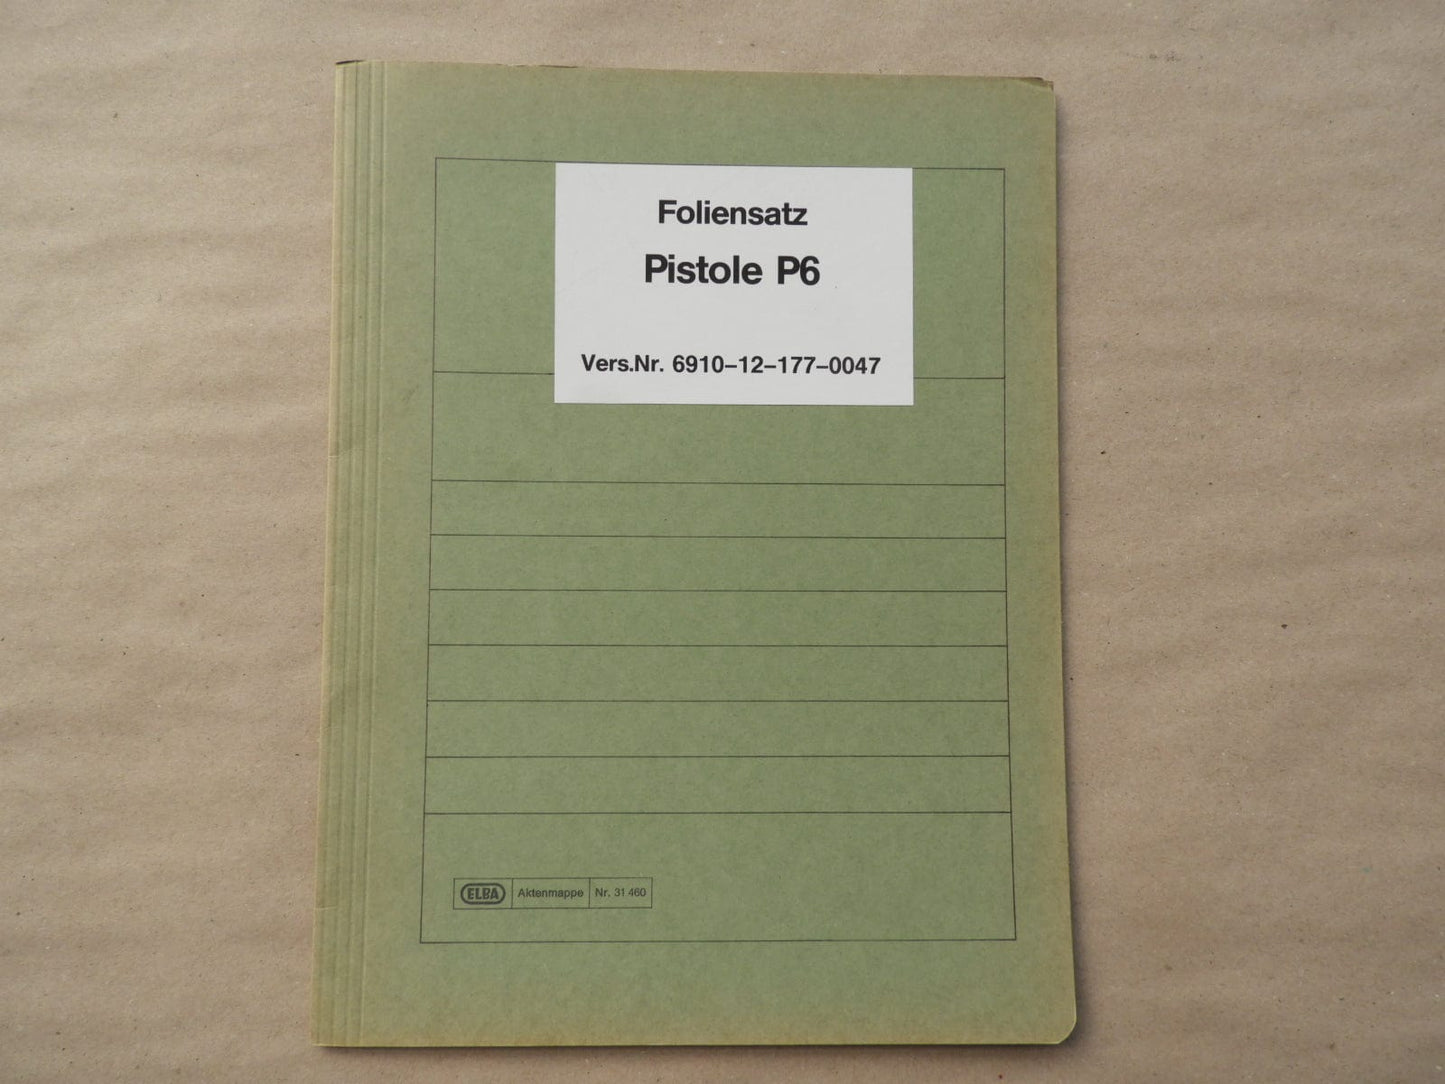 Foliensatz
Pistole P6
Vers.Nr. 6910–12–177–0047
ELBA Aktenmappe Nr. 31 460